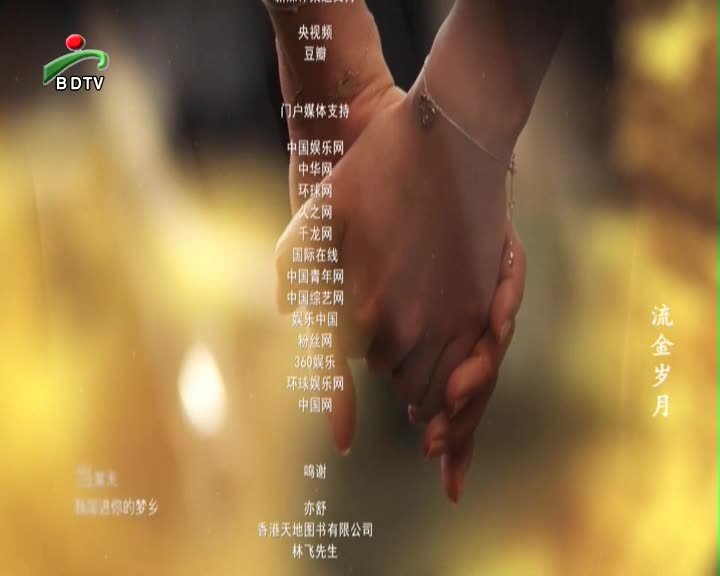 BDTV
央视频
豆瓣
门户媒体支持
中国娱乐网
中华网
环球网
火之网
千龙网
国际在线
中国青年网
中国综艺网
娱乐中国
粉丝网
360娱乐
环球娱乐网
中国网
鸣谢
亦舒
香港天地图书有限公司
林飞先生
流金岁月
某天
进你的梦乡